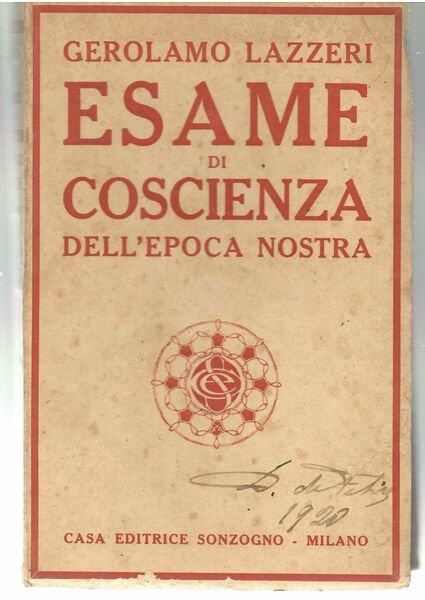 GEROLAMO LAZZERI
ESAME
DI
COSCIENZA
DELL'EPOCA NOSTRA
1920
CASA EDITRICE SONZOGNO - MILANO